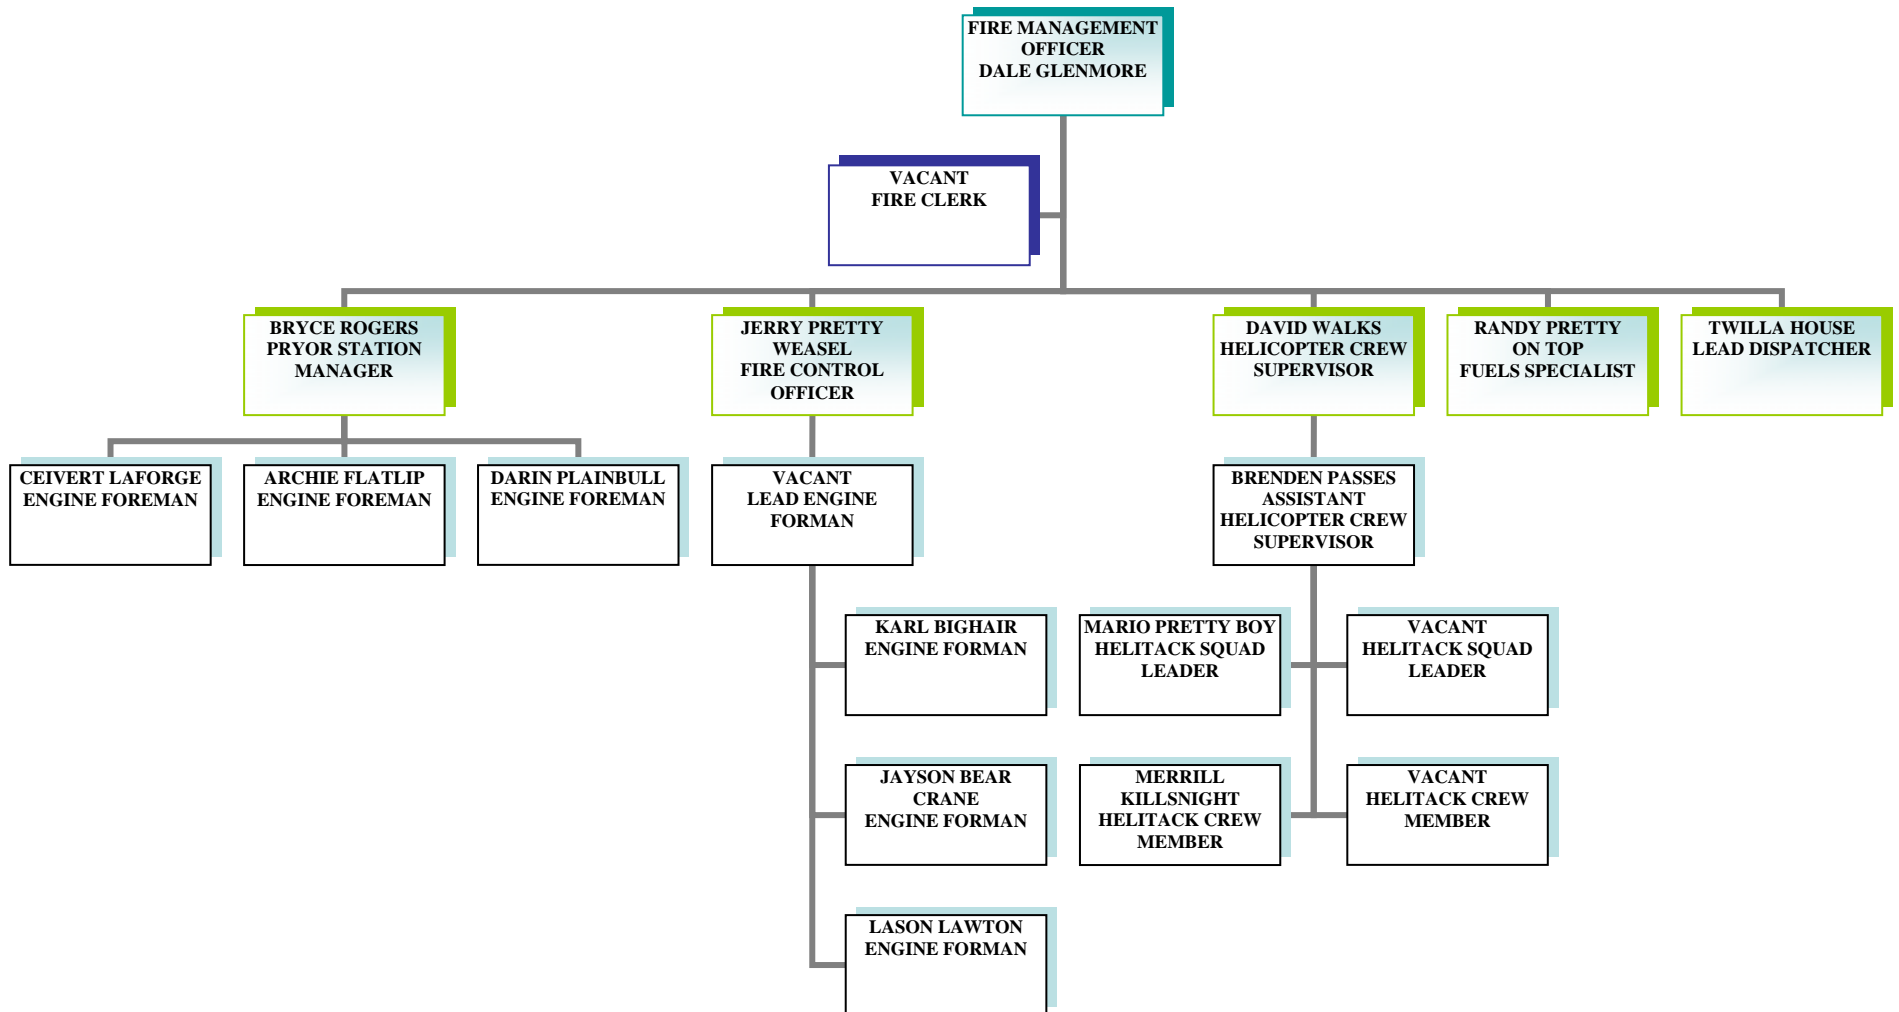 FIRE MANAGEMENT
OFFICER
DALE GLENMORE
VACANT
FIRE CLERK
BRYCE ROGERS
PRYOR STATION
MANAGER
JERRY PRETTY
WEASEL
FIRE CONTROL
OFFICER
DAVID WALKS
HELICOPTER CREW
SUPERVISOR
RANDY PRETTY
ON TOP
FUELS SPECIALIST
TWILLA HOUSE
LEAD DISPATCHER
CEIVERT LAFORGE
ENGINE FOREMAN
ARCHIE FLATLIP
ENGINE FOREMAN
DARIN PLAINBULL
ENGINE FOREMAN
VACANT
LEAD ENGINE
FORMAN
BRENDEN PASSES
ASSISTANT
HELICOPTER CREW
SUPERVISOR
KARL BIGHAIR
ENGINE FORMAN
MARIO PRETTY BOY
HELITACK SQUAD
LEADER
VACANT
HELITACK SQUAD
LEADER
JAYSON BEAR
CRANE
ENGINE FORMAN
MERRILL
KILLSNIGHT
HELITACK CREW
MEMBER
VACANT
HELITACK CREW
MEMBER
LASON LAWTON
ENGINE FORMAN